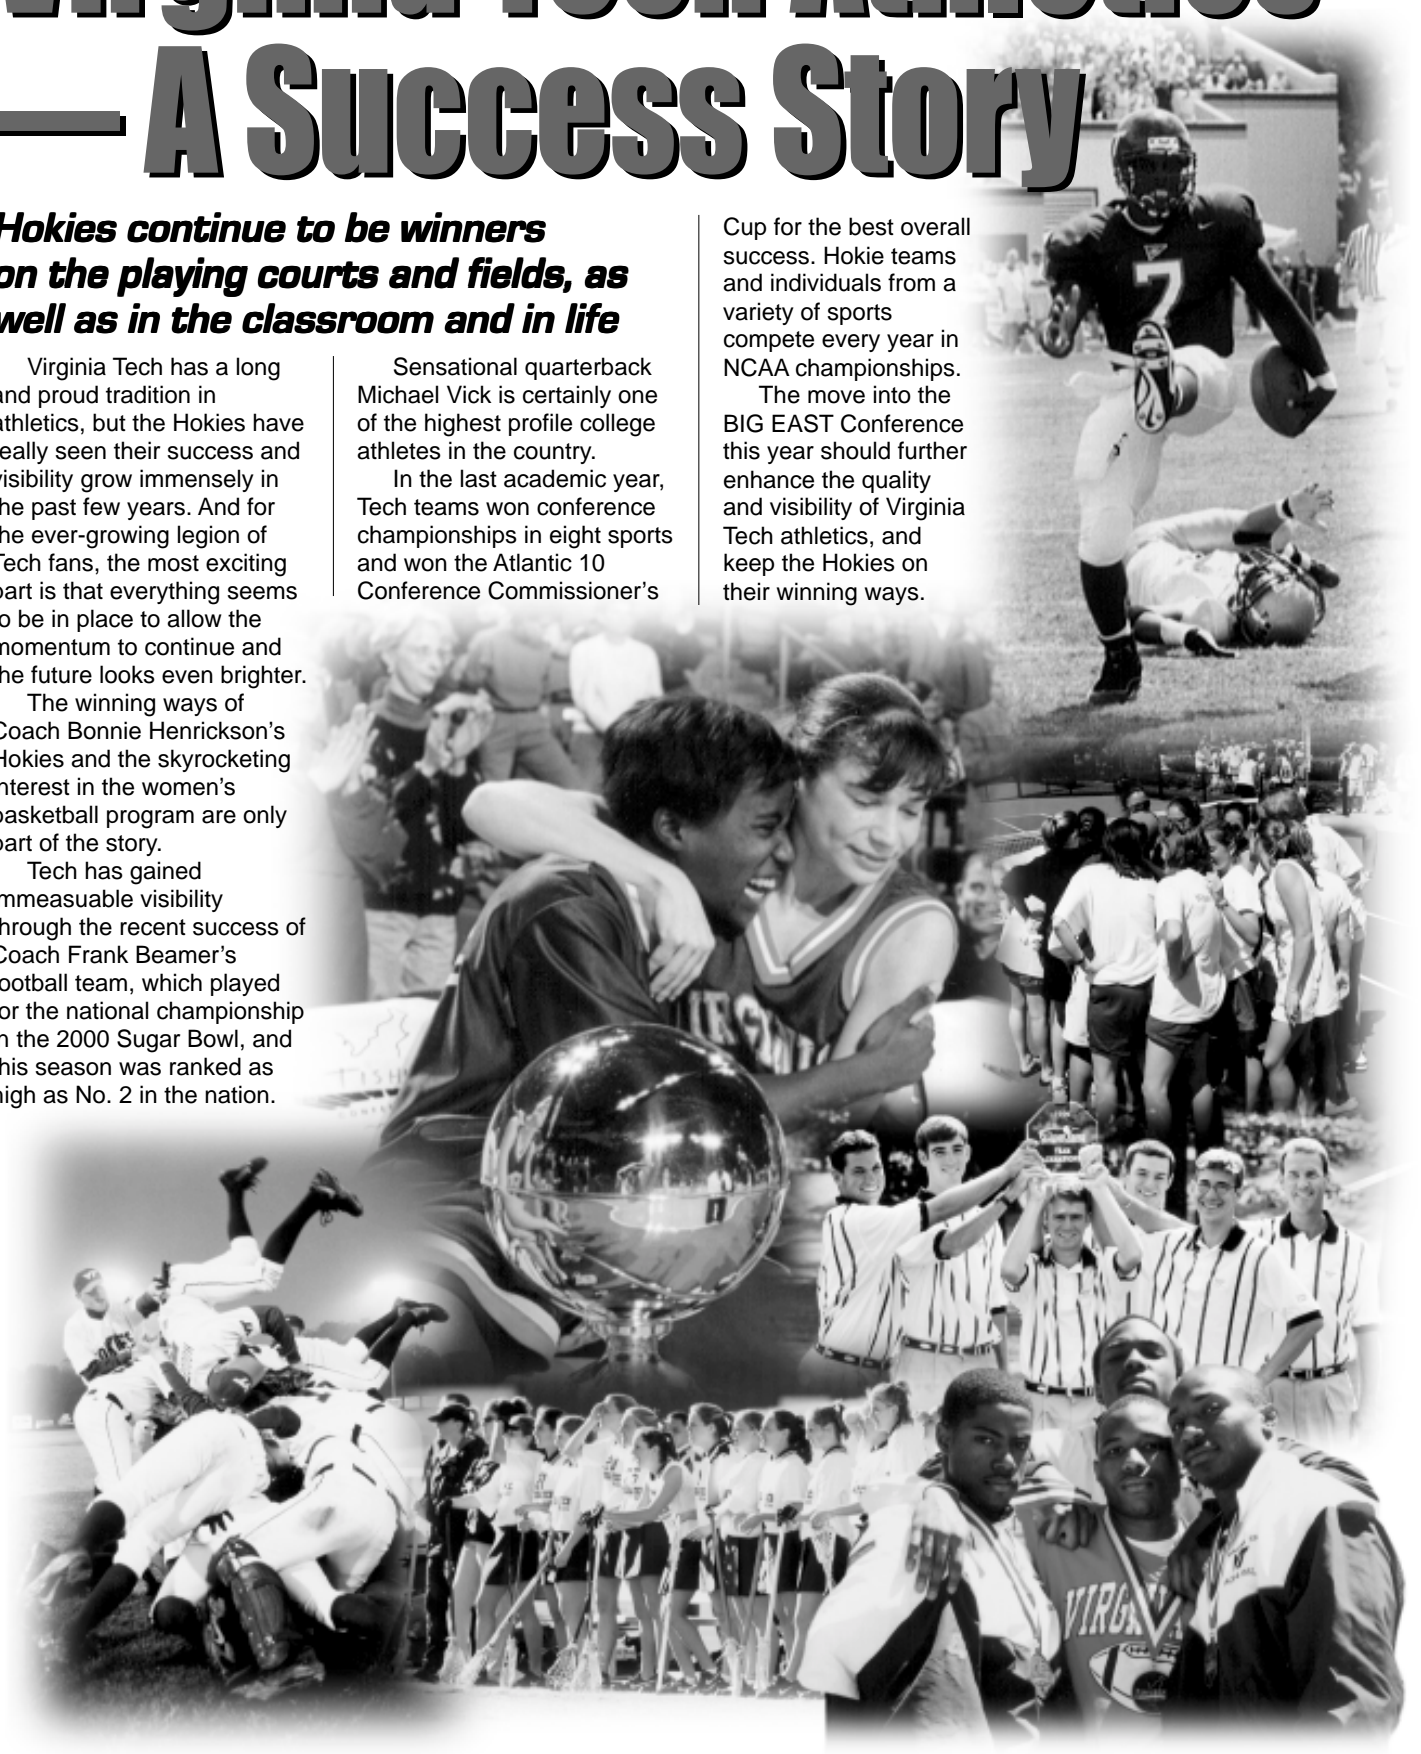 Virginia Tech Athletics
— A Success Story
Hokies continue to be winners
on the playing courts and fields, as
well as in the classroom and in life
Virginia Tech has a long
and proud tradition in
athletics, but the Hokies have
really seen their success and
visibility grow immensely in
the past few years. And for
the ever-growing legion of
Tech fans, the most exciting
part is that everything seems
to be in place to allow the
momentum to continue and
the future looks even brighter.
The winning ways of
Coach Bonnie Henrickson’s
Hokies and the skyrocketing
interest in the women’s
basketball program are only
part of the story.
Tech has gained
immeasuable visibility
through the recent success of
Coach Frank Beamer’s
football team, which played
for the national championship
in the 2000 Sugar Bowl, and
this season was ranked as
high as No. 2 in the nation.
Sensational quarterback
Michael Vick is certainly one
of the highest profile college
athletes in the country.
In the last academic year,
Tech teams won conference
championships in eight sports
and won the Atlantic 10
Conference Commissioner’s
Cup for the best overall
success. Hokie teams
and individuals from a
variety of sports
compete every year in
NCAA championships.
The move into the
BIG EAST Conference
this year should further
enhance the quality
and visibility of Virginia
Tech athletics, and
keep the Hokies on
their winning ways.
7